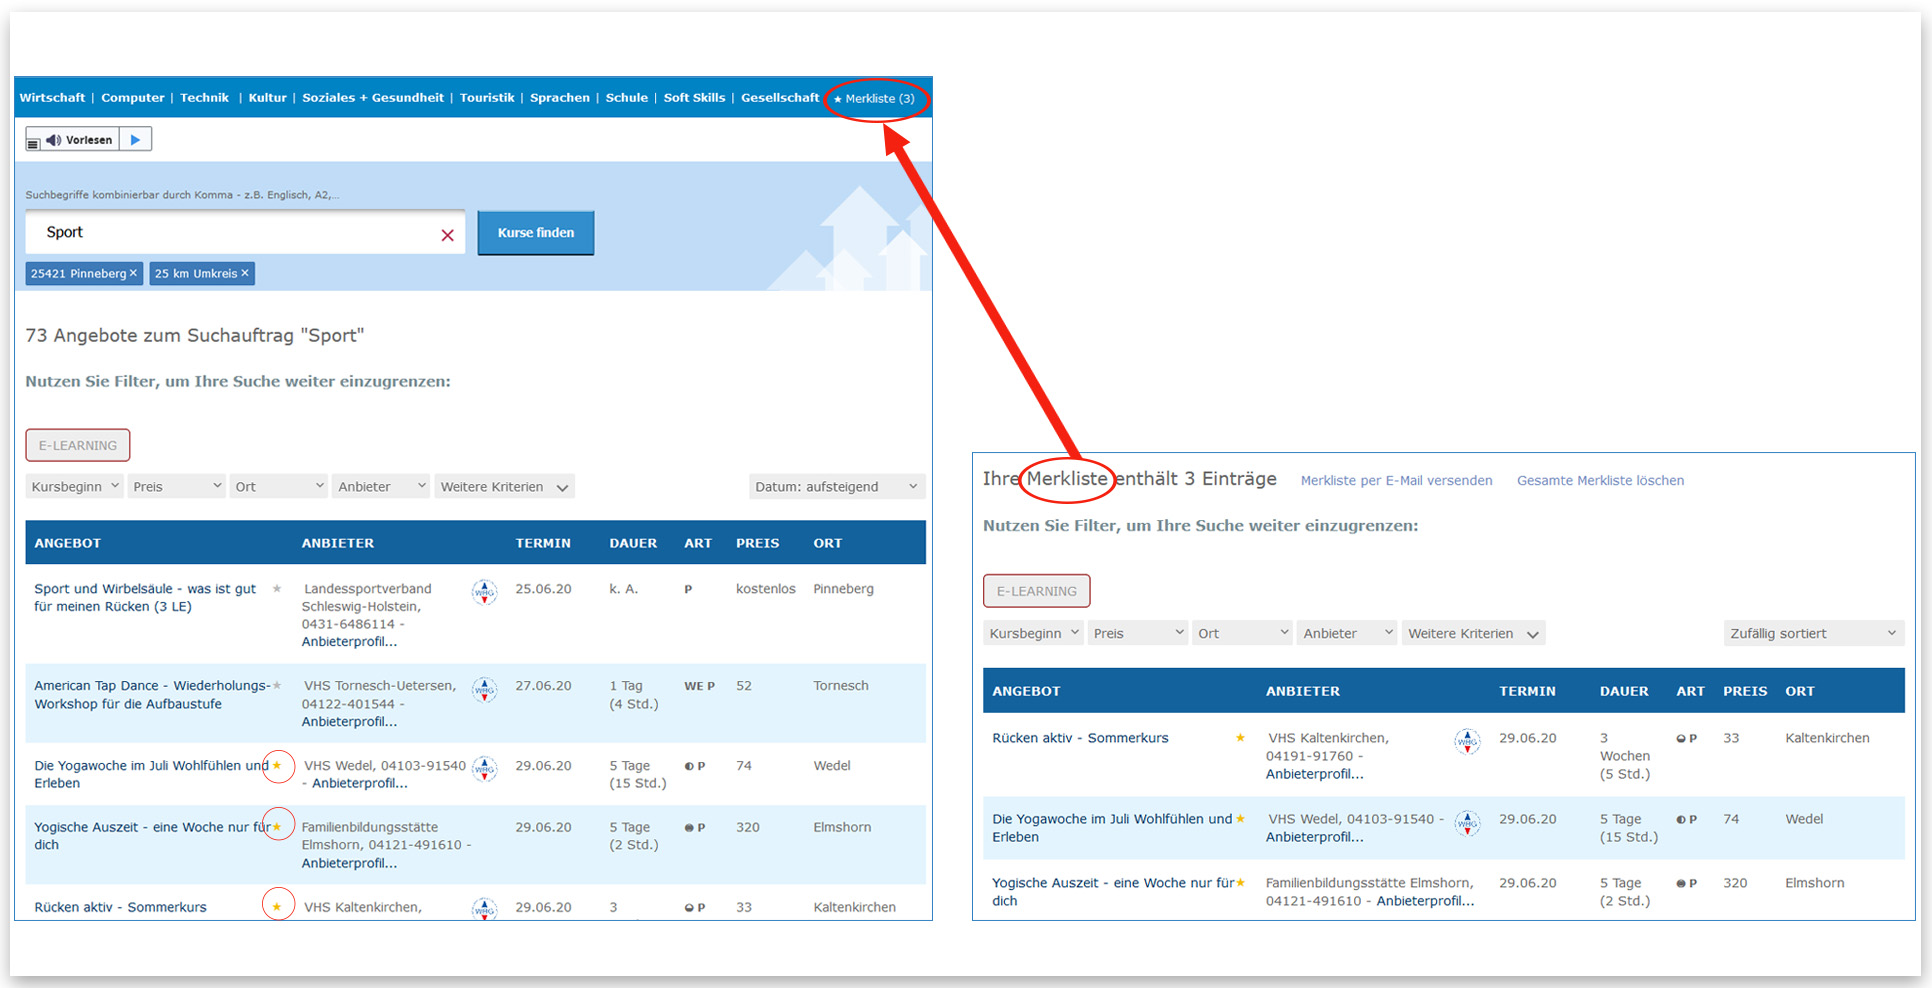 Wirtschaft | Computer | Technik | Kultur | Soziales + Gesundheit | Touristik | Sprachen | Schule | Soft Skills | Gesellschaft ★ Merkliste (3)
Vorlesen
Suchbegriffe kombinierbar durch Komma - z.B. Englisch, A2,...
Sport × Kurse finden
25421 Pinneberg × 25 km Umkreis ×
73 Angebote zum Suchauftrag "Sport"
Nutzen Sie Filter, um Ihre Suche weiter einzugrenzen:
E-LEARNING
Kursbeginn Preis Ort Anbieter Weitere Kriterien Datum: aufsteigend
ANGEBOT ANBIETER TERMIN DAUER ART PREIS ORT
Sport und Wirbelsäule - was ist gut ★ Landessportverband WHG 25.06.20 k. A. P kostenlos Pinneberg
für meinen Rücken (3 LE) Schleswig-Holstein,
0431-6486114 -
Anbieterprofil...
American Tap Dance - Wiederholungs- ★ VHS Tornesch-Uetersen, WHG 27.06.20 1 Tag WE P 52 Tornesch
Workshop für die Aufbaustufe 04122-401544 - (4 Std.)
Anbieterprofil...
Die Yogawoche im Juli Wohlfühlen und ★ VHS Wedel, 04103-91540 WHG 29.06.20 5 Tage P 74 Wedel
Erleben - Anbieterprofil... (15 Std.)
Yogische Auszeit - eine Woche nur für ★ Familienbildungsstätte 29.06.20 5 Tage P 320 Elmshorn
dich Elmshorn, 04121-491610 - (2 Std.)
Anbieterprofil...
Rücken aktiv - Sommerkurs ★ VHS Kaltenkirchen, WHG 29.06.20 3 P 33 Kaltenkirchen
Ihre Merkliste enthält 3 Einträge Merkliste per E-Mail versenden Gesamte Merkliste löschen
Nutzen Sie Filter, um Ihre Suche weiter einzugrenzen:
E-LEARNING
Kursbeginn Preis Ort Anbieter Weitere Kriterien Zufällig sortiert
ANGEBOT ANBIETER TERMIN DAUER ART PREIS ORT
Rücken aktiv - Sommerkurs ★ VHS Kaltenkirchen, WHG 29.06.20 3 P 33 Kaltenkirchen
04191-91760 - Wochen
Anbieterprofil... (5 Std.)
Die Yogawoche im Juli Wohlfühlen und ★ VHS Wedel, 04103-91540 - WHG 29.06.20 5 Tage P 74 Wedel
Erleben Anbieterprofil... (15 Std.)
Yogische Auszeit - eine Woche nur für ★ Familienbildungsstätte Elmshorn, 29.06.20 5 Tage P 320 Elmshorn
dich 04121-491610 - Anbieterprofil... (2 Std.)